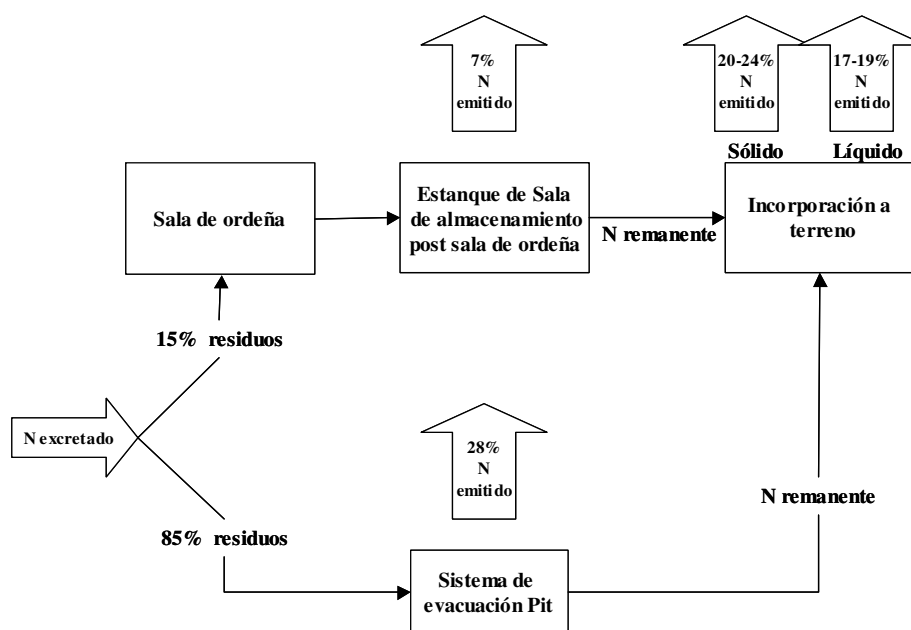 7%
N
emitido
20-24%
N
emitido
17-19%
N
emitido
Sólido
Líquido
Sala de ordeña
Estanque de Sala
de almacenamiento
post sala de ordeña
N remanente
Incorporación a
terreno
15% residuos
N excretado
28%
N
emitido
N remanente
85% residuos
Sistema de
evacuación Pit